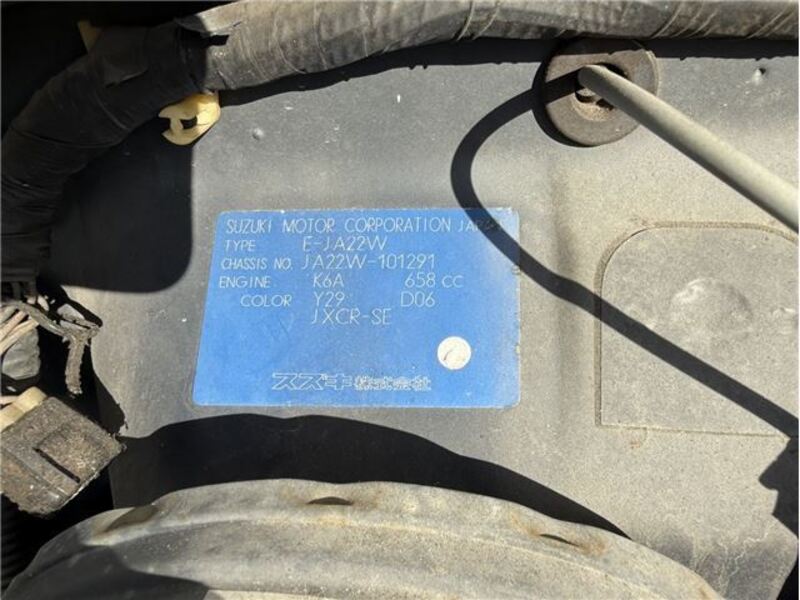 SUZUKI MOTOR CORPORATION JAPAN
TYPE E-JA22W
CHASSIS NO. JA22W-101291
ENGINE K6A 658 CC
COLOR Y29 D06
JXCR-SE
スズキ株式会社